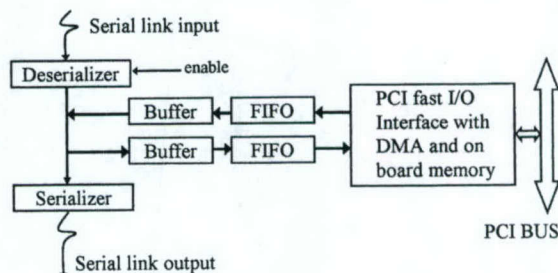 Serial link input
Deserializer
enable
Buffer
FIFO
Buffer
FIFO
PCI fast I/O
Interface with
DMA and on
board memory
Serializer
PCI BUS
Serial link output